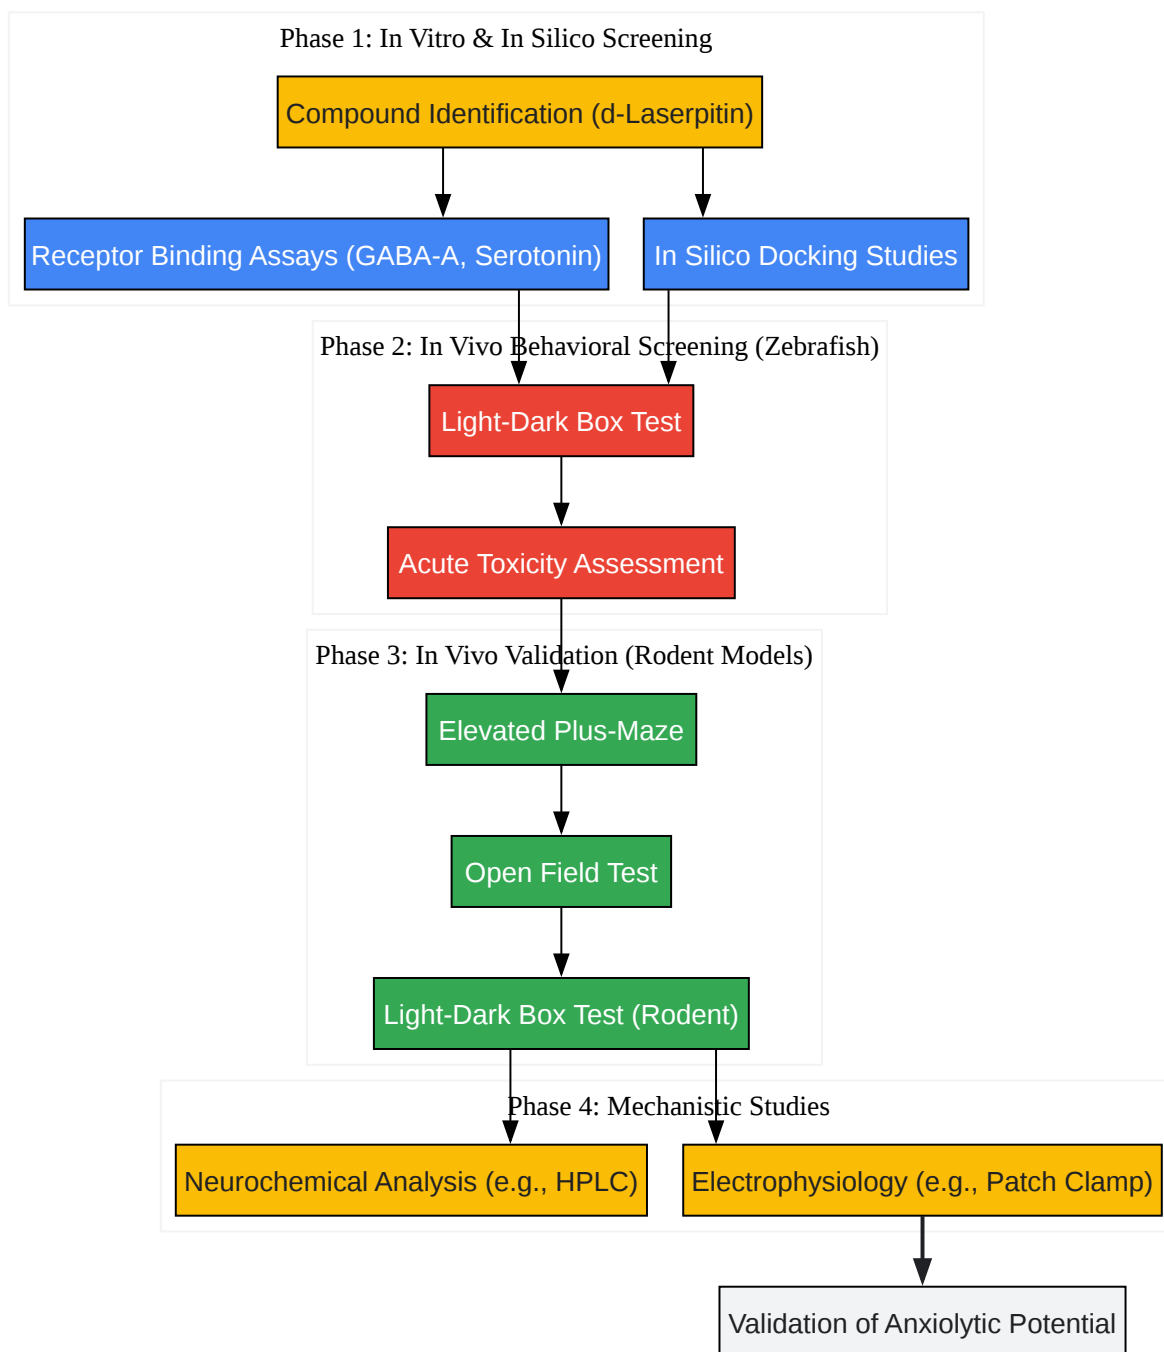 Phase 1: In Vitro & In Silico Screening
Compound Identification (d-Laserpitin)
Receptor Binding Assays (GABA-A, Serotonin)
In Silico Docking Studies
Phase 2: In Vivo Behavioral Screening (Zebrafish)
Light-Dark Box Test
Acute Toxicity Assessment
Phase 3: In Vivo Validation (Rodent Models)
Elevated Plus-Maze
Open Field Test
Light-Dark Box Test (Rodent)
Phase 4: Mechanistic Studies
Neurochemical Analysis (e.g., HPLC)
Electrophysiology (e.g., Patch Clamp)
Validation of Anxiolytic Potential